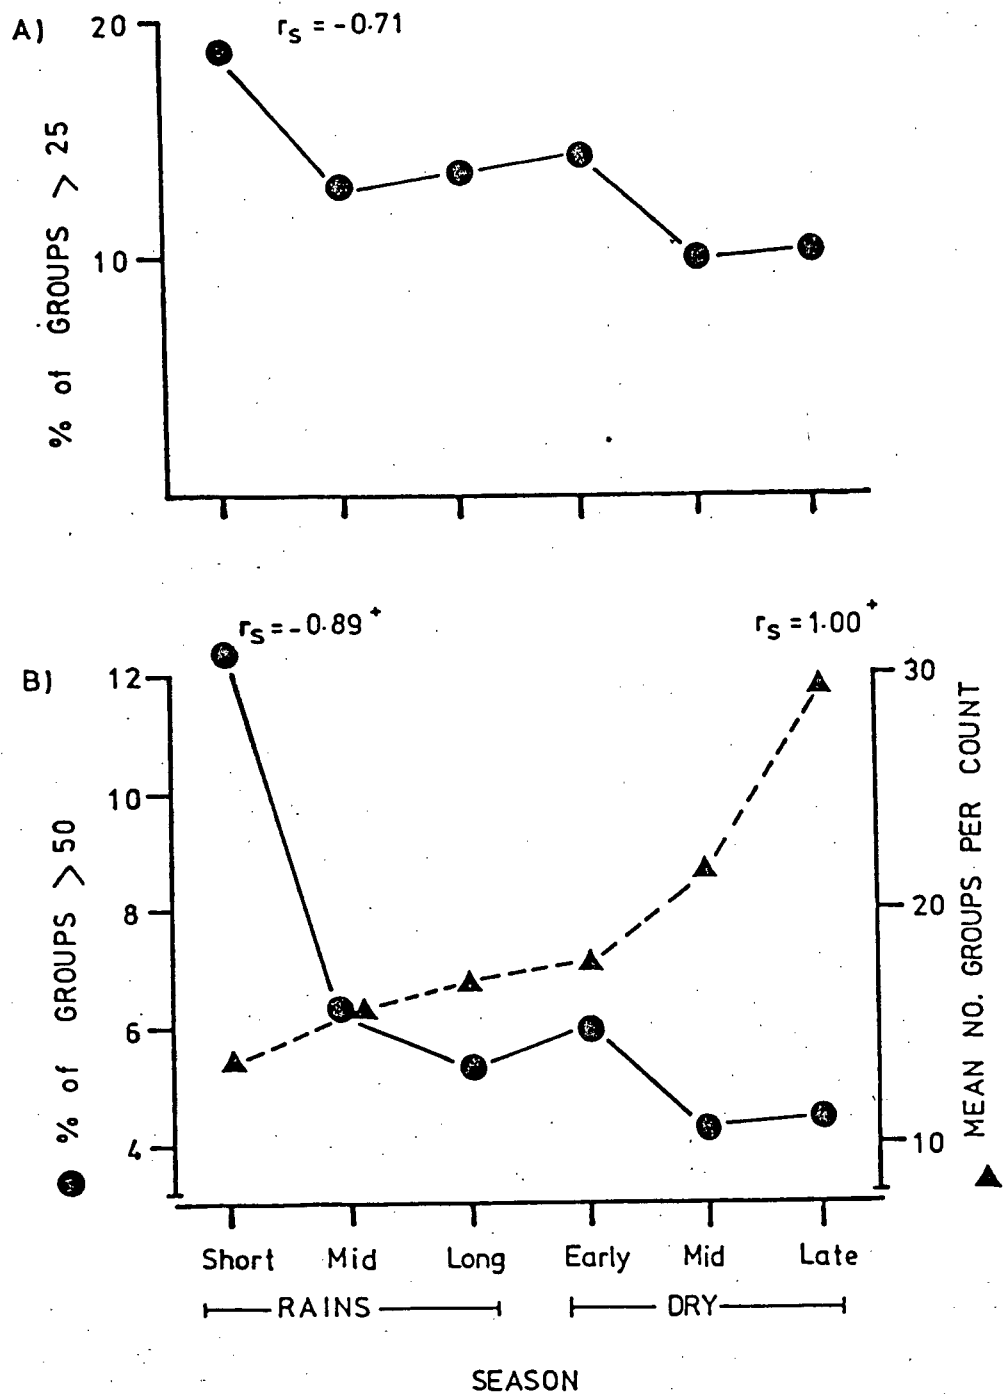 A)
rs = -0.71
% of GROUPS > 25
20
10
B)
rs = -0.89+
rs = 1.00+
% of GROUPS > 50
12
10
8
6
4
30
20
10
MEAN NO. GROUPS PER COUNT
Short Mid Long Early Mid Late
RAINS DRY
SEASON